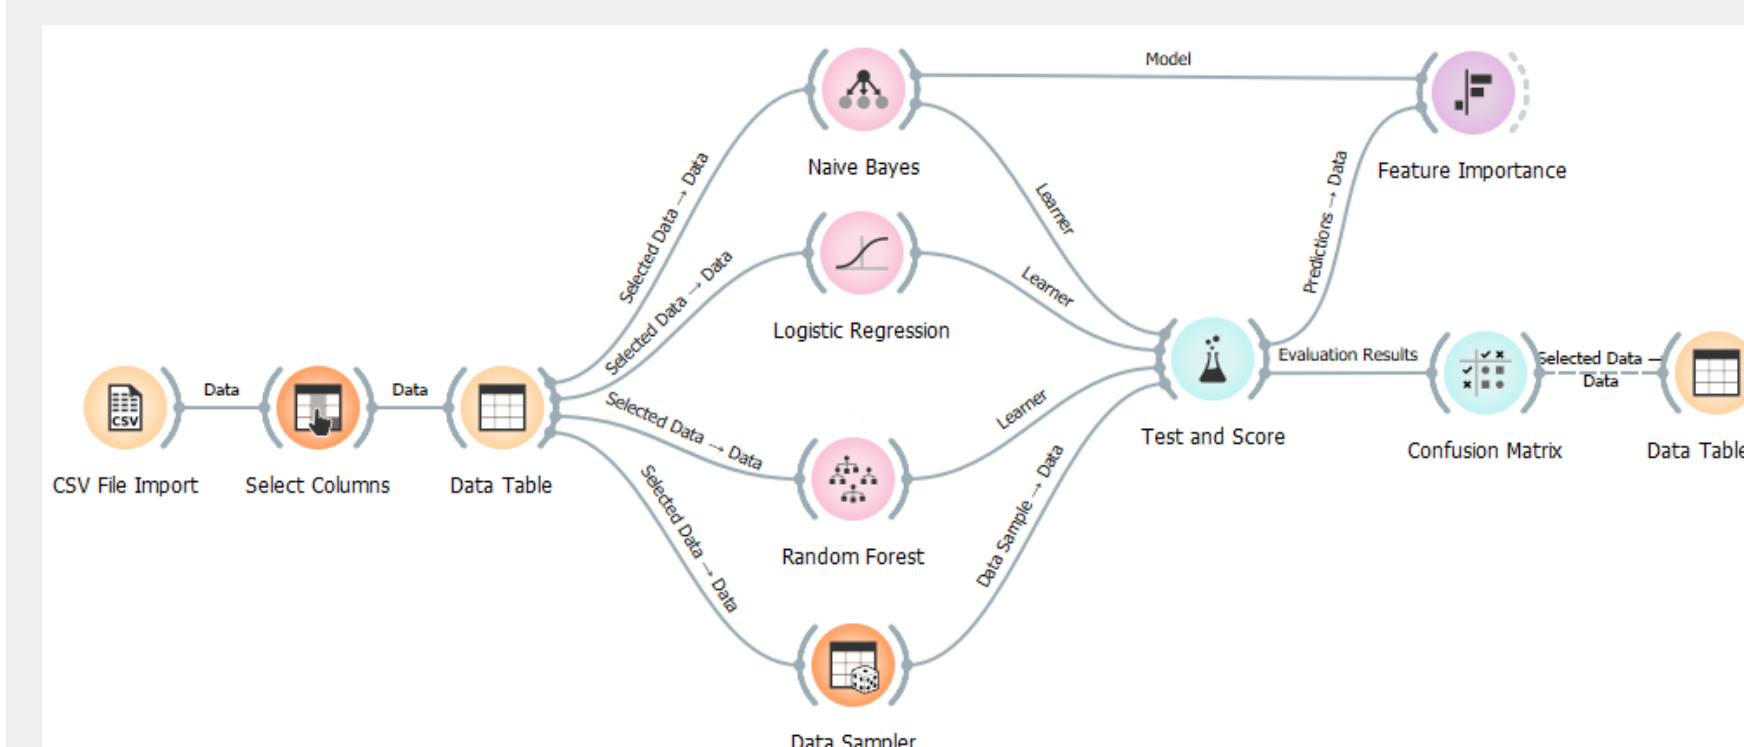 Model
Naive Bayes
Feature Importance
Selected Data → Data
Learner
Predictions → Data
Selected Data → Data
Learner
Logistic Regression
Evaluation Results
Selected Data —
Data
Data
Data
CSV
Selected Data → Data
Learner
Test and Score
Confusion Matrix
Data Table
CSV File Import
Select Columns
Data Table
Selected Data → Data
Data Sample → Data
Random Forest
Data Sampler